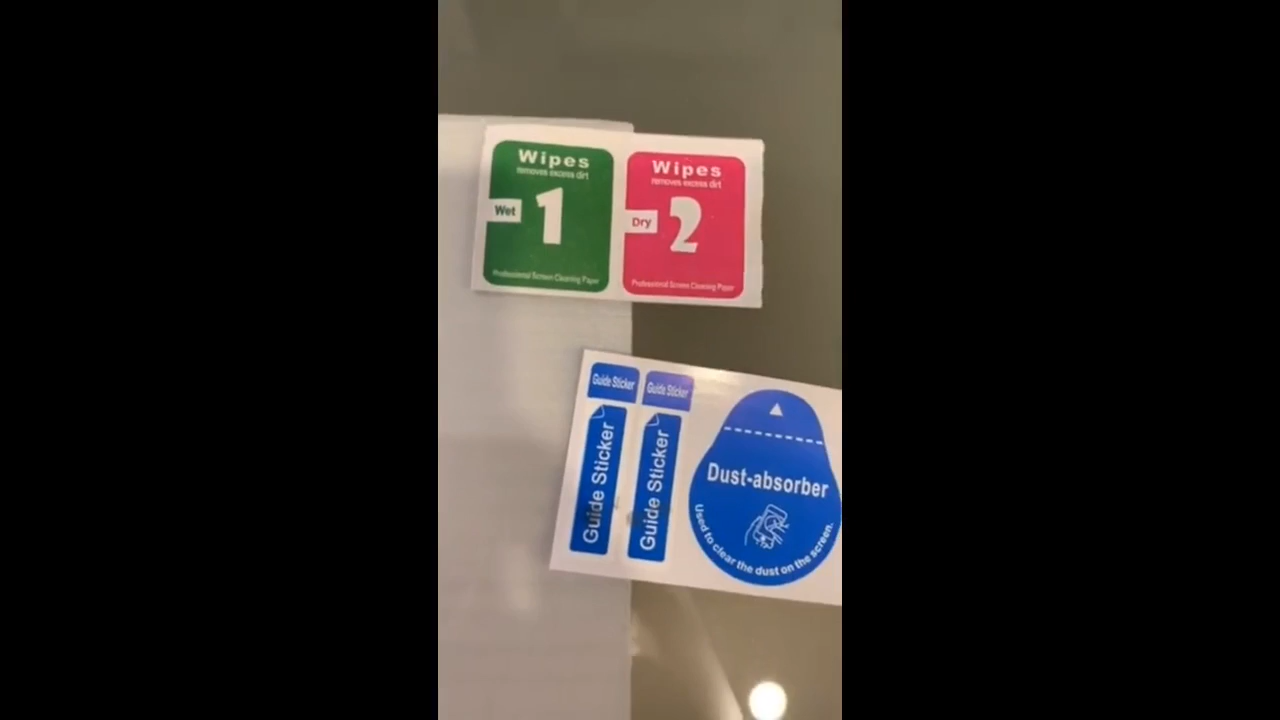 Wipes
removes excess dirt
Wet
1
Professional Screen Cleaning Paper
Wipes
removes excess dirt
Dry
2
Professional Screen Cleaning Paper
Guide Sticker
Guide Sticker
Guide Sticker
Guide Sticker
Dust-absorber
Used to clear the dust on the screen.